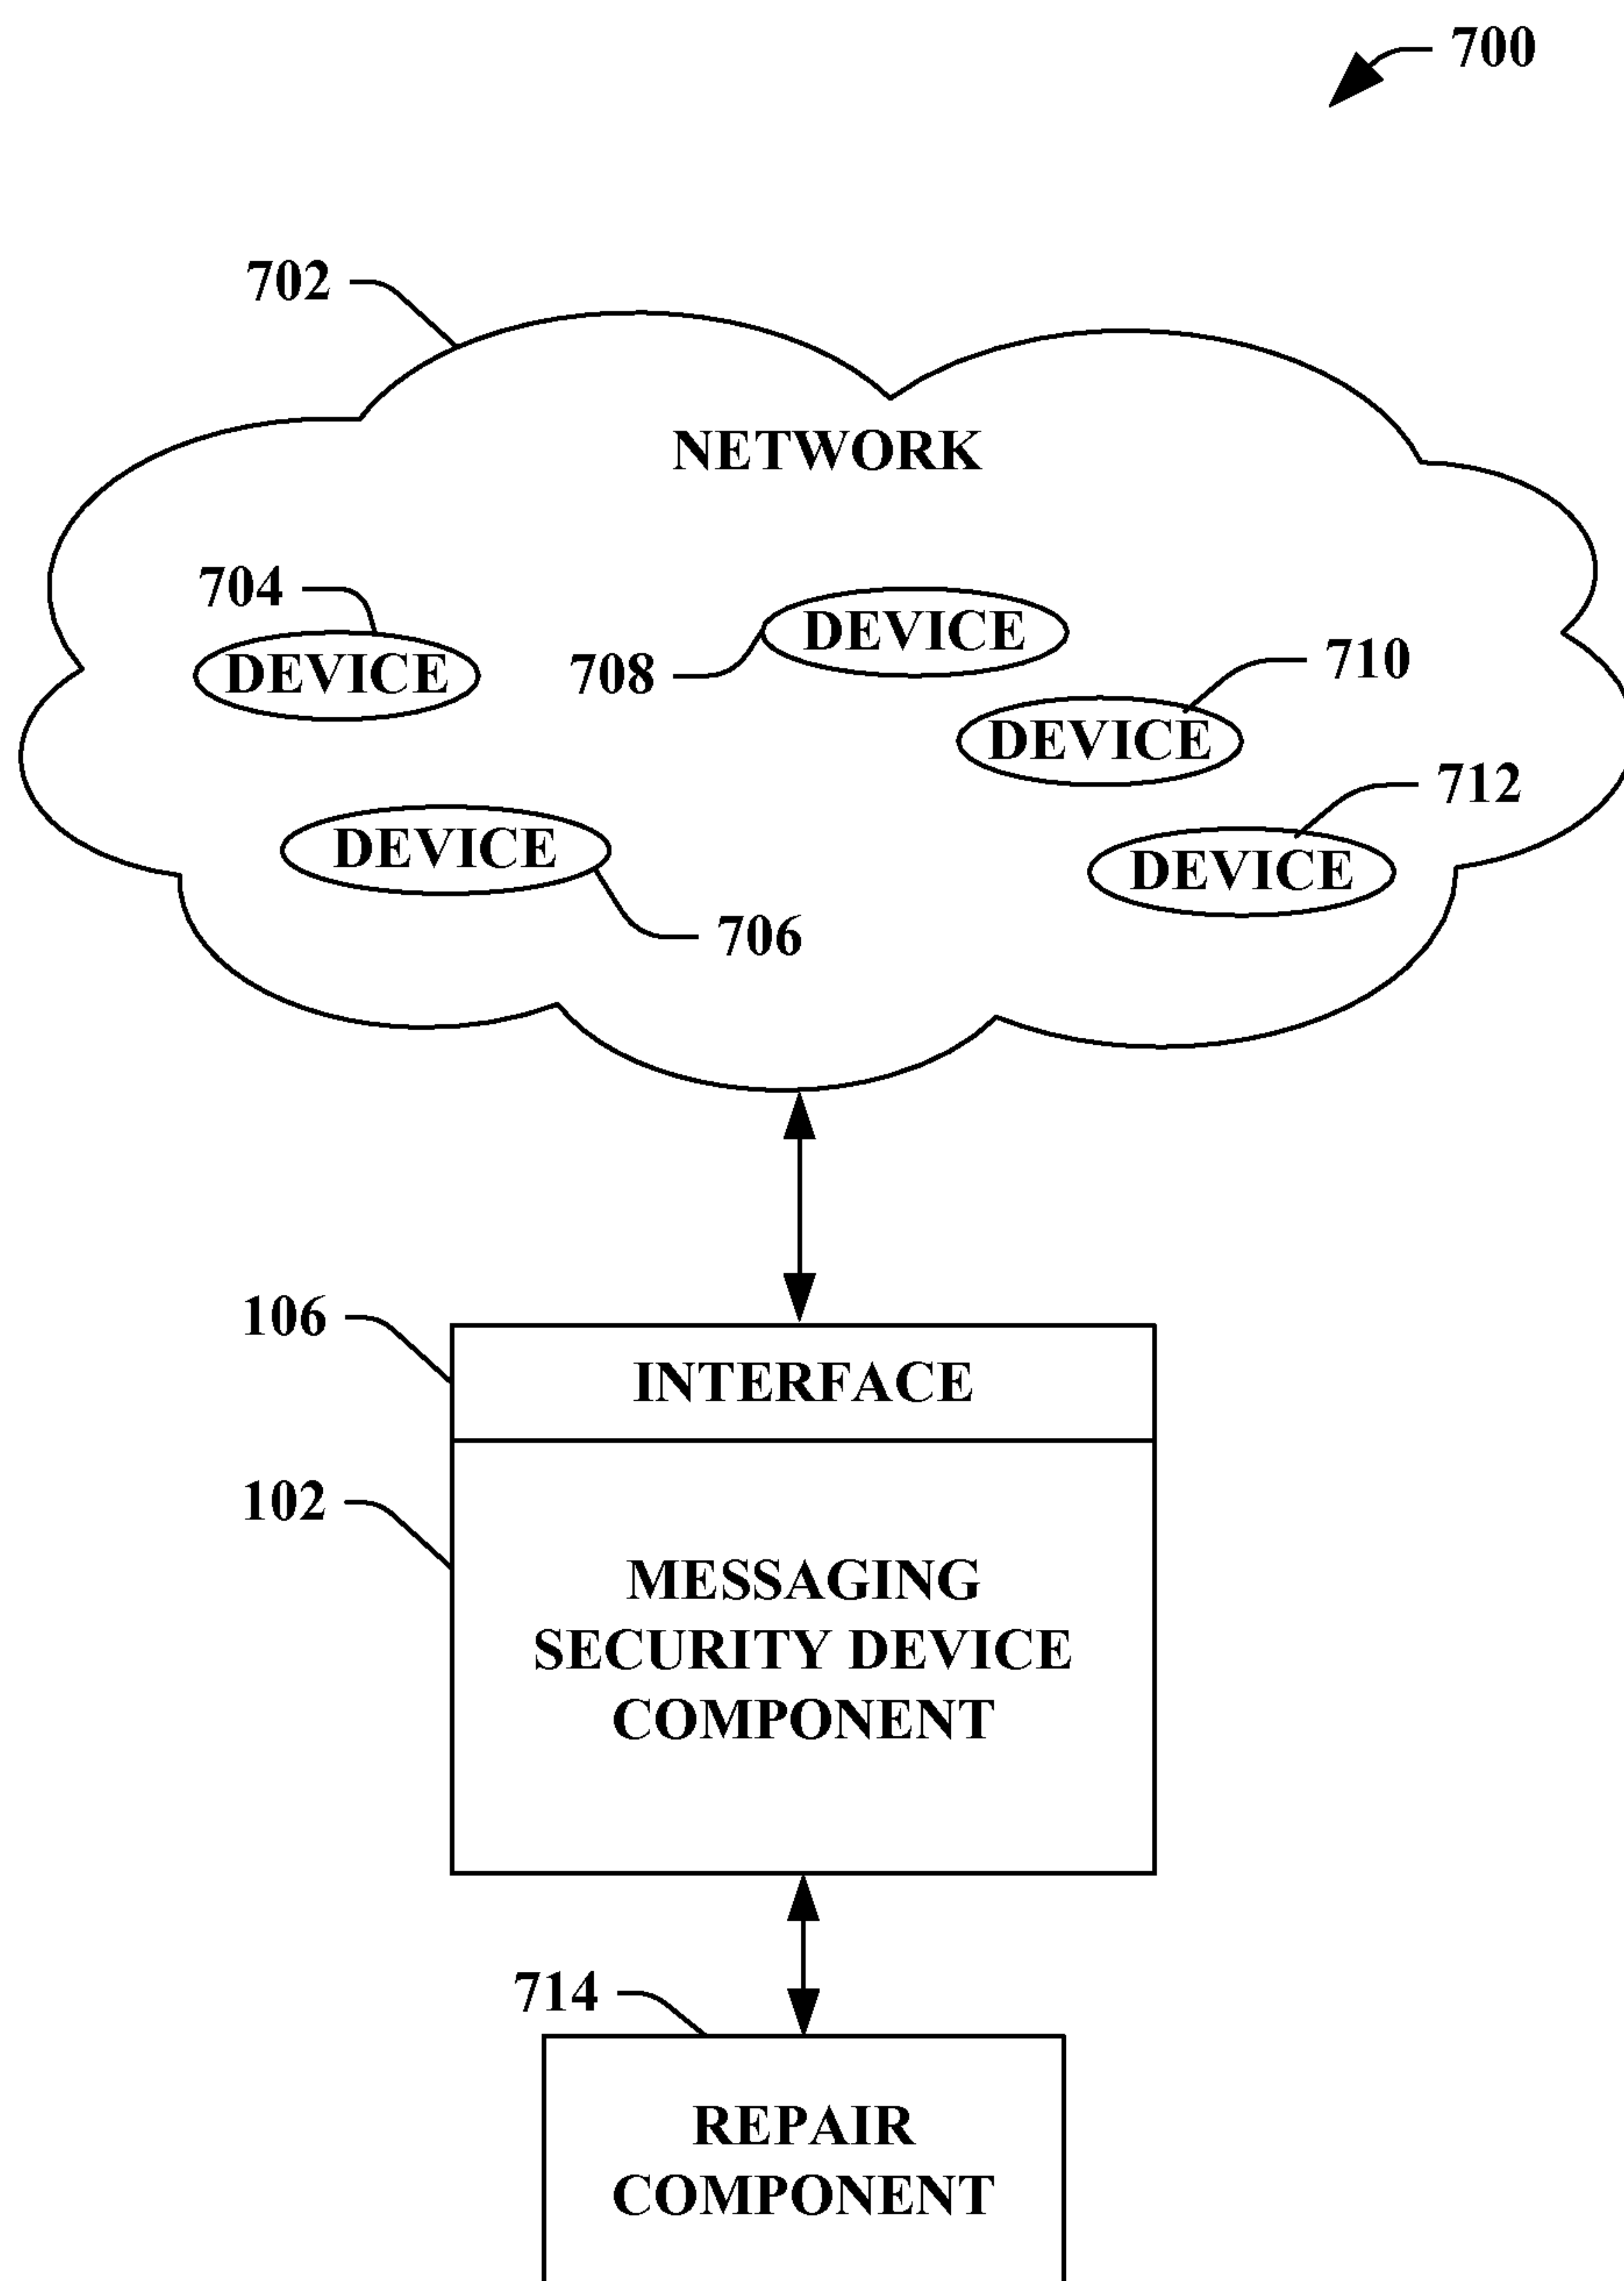 700
702
NETWORK
704
DEVICE
708
DEVICE
710
DEVICE
712
DEVICE
DEVICE
706
106
INTERFACE
102
MESSAGING
SECURITY DEVICE
COMPONENT
714
REPAIR
COMPONENT